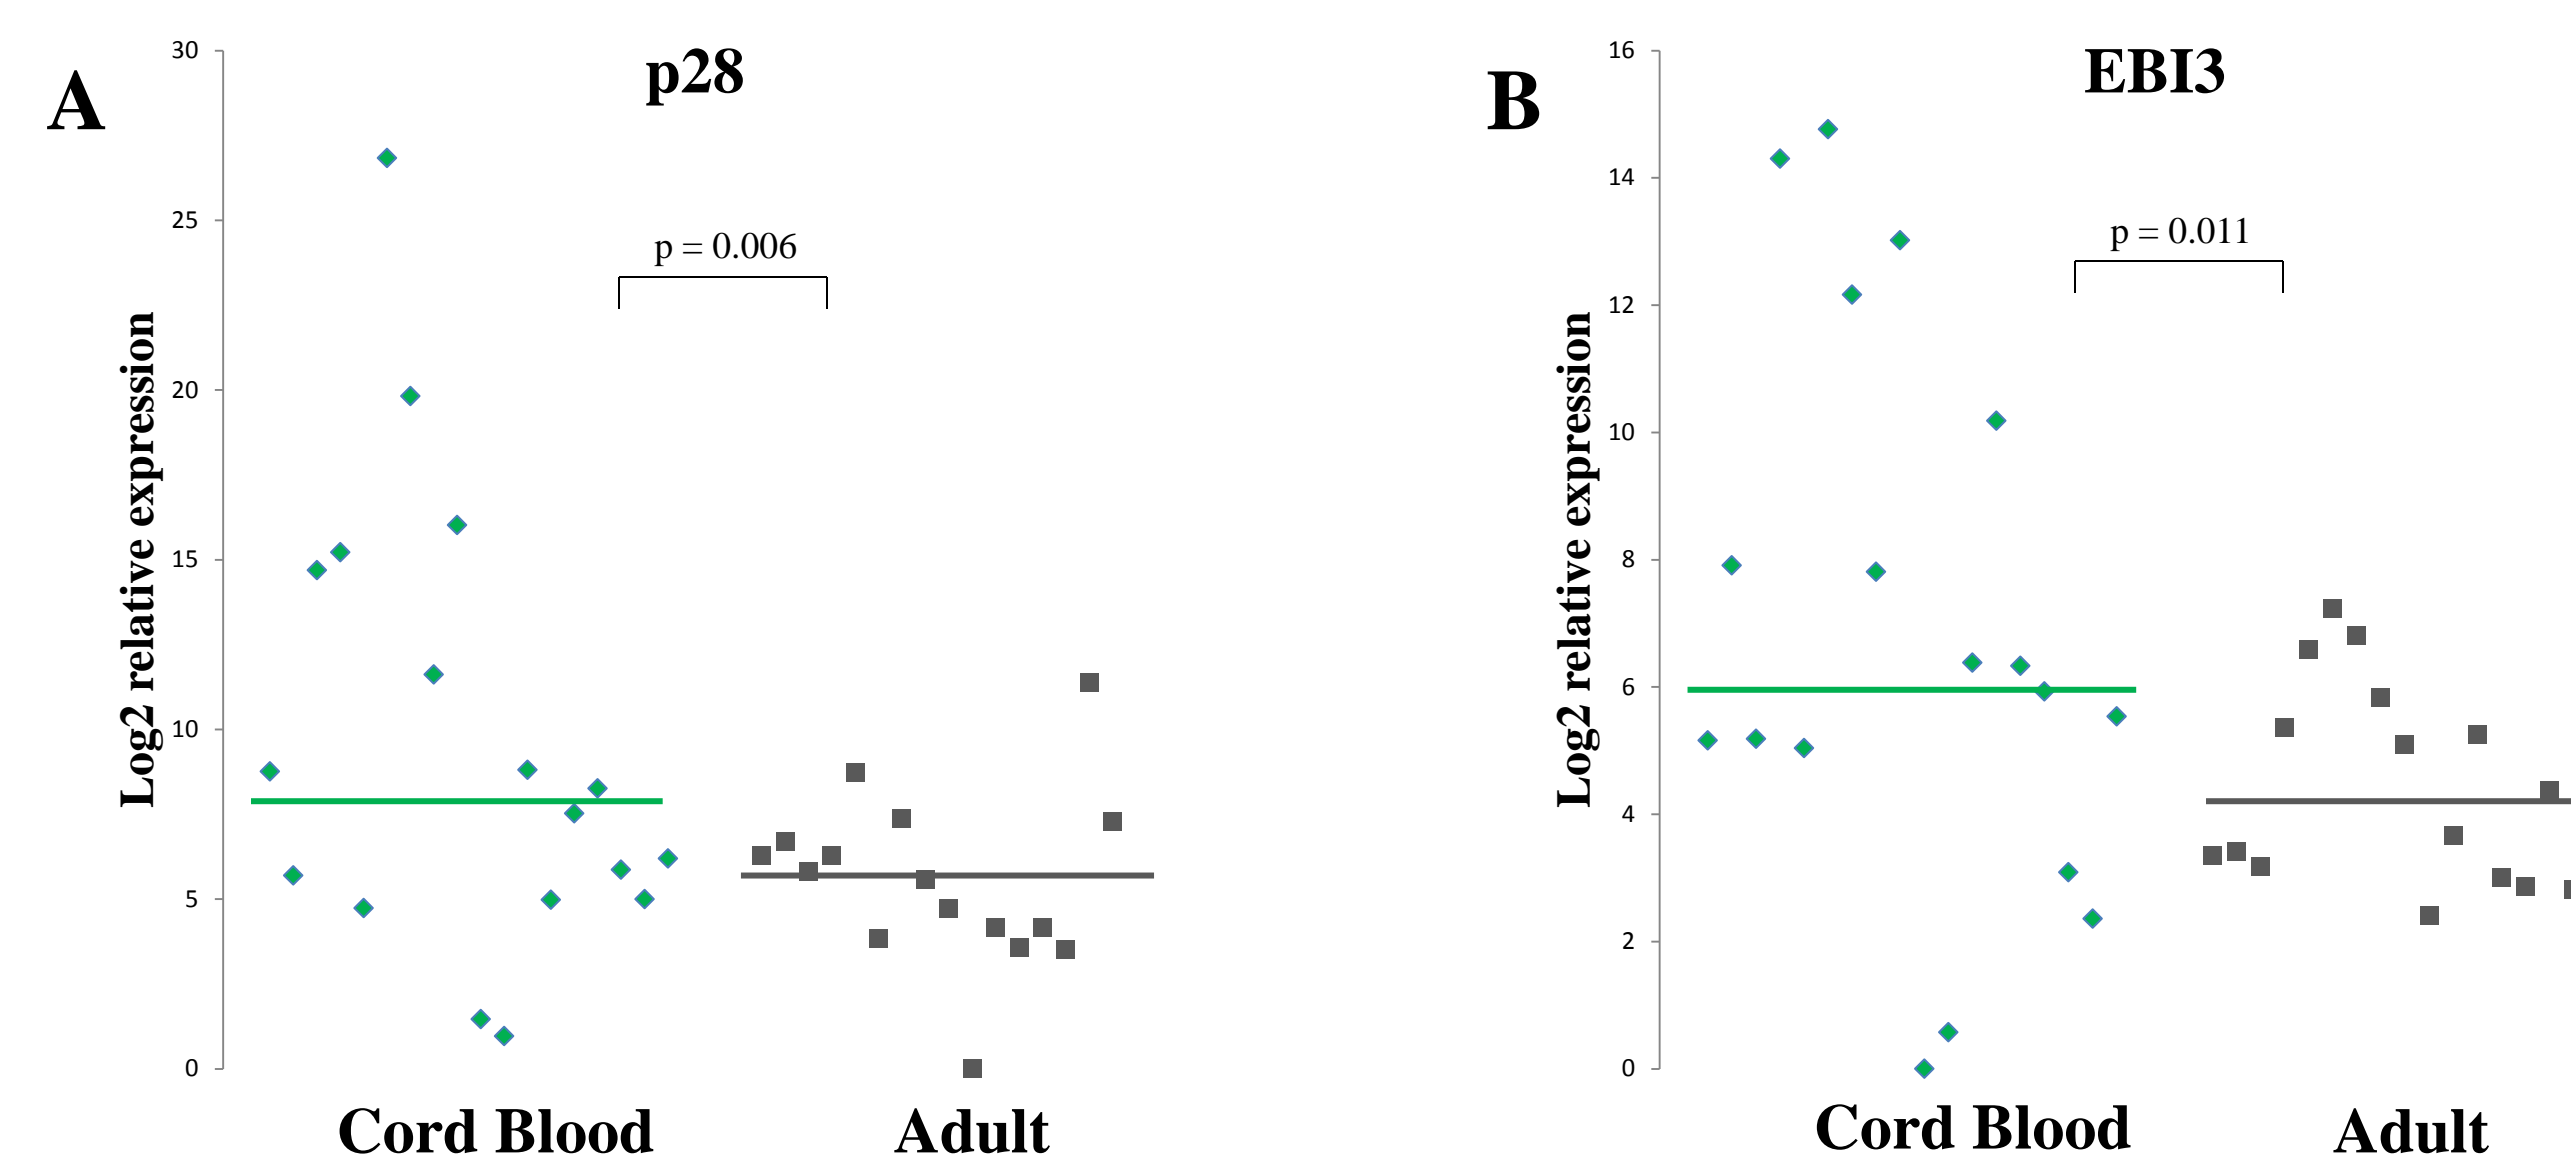 A
p28
30
25
20
15
10
5
0
Log2 relative expression
p = 0.006
Cord Blood
Adult
B
EBI3
16
14
12
10
8
6
4
2
0
Log2 relative expression
p = 0.011
Cord Blood
Adult